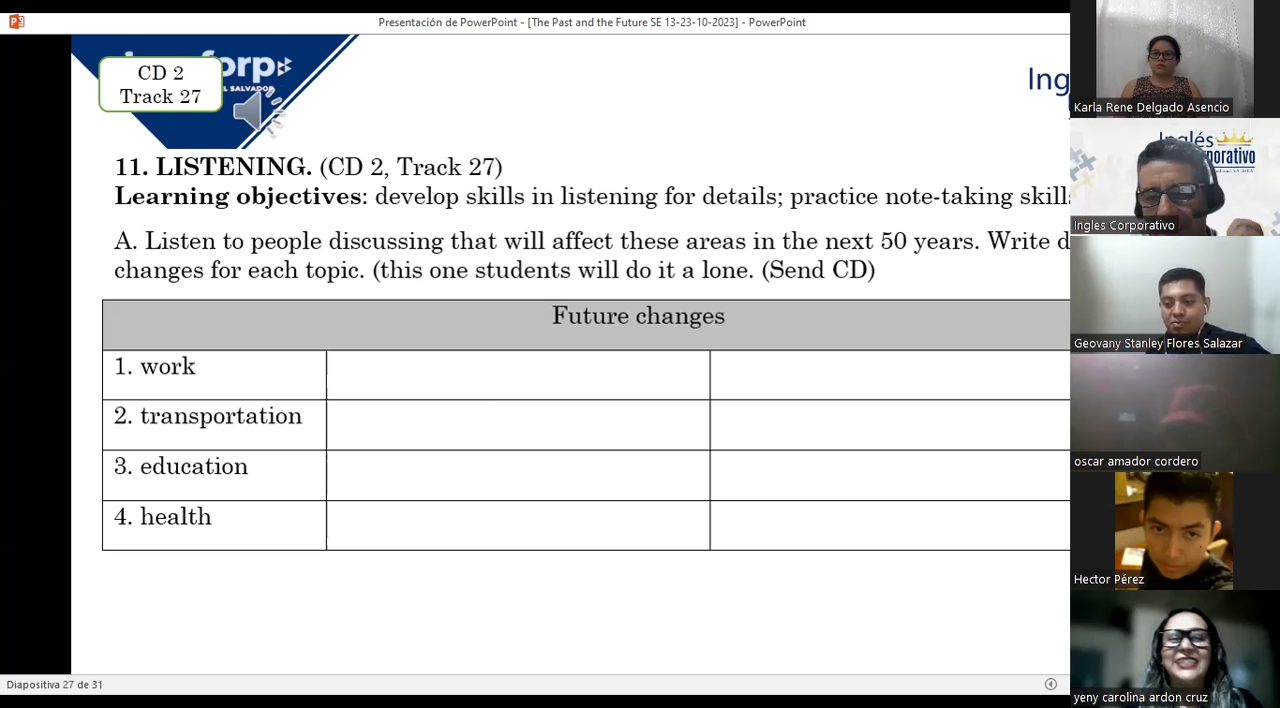 Presentación de PowerPoint - [The Past and the Future SE 13-23-10-2023] - PowerPoint
CD 2
Track 27
EL SALVADOR
11. LISTENING. (CD 2, Track 27)
Learning objectives: develop skills in listening for details; practice note-taking
A. Listen to people discussing that will affect these areas in the next 50 years. Write
changes for each topic. (this one students will do it a lone. (Send CD)
Future changes
1. work
2. transportation
3. education
4. health
Diapositiva 27 de 31
Karla Rene Delgado Asencio
Inglés
Ingles Corporativo
Geovany Stanley Flores Salazar
oscar amador cordero
Hector Pérez
yeny carolina ardon cruz